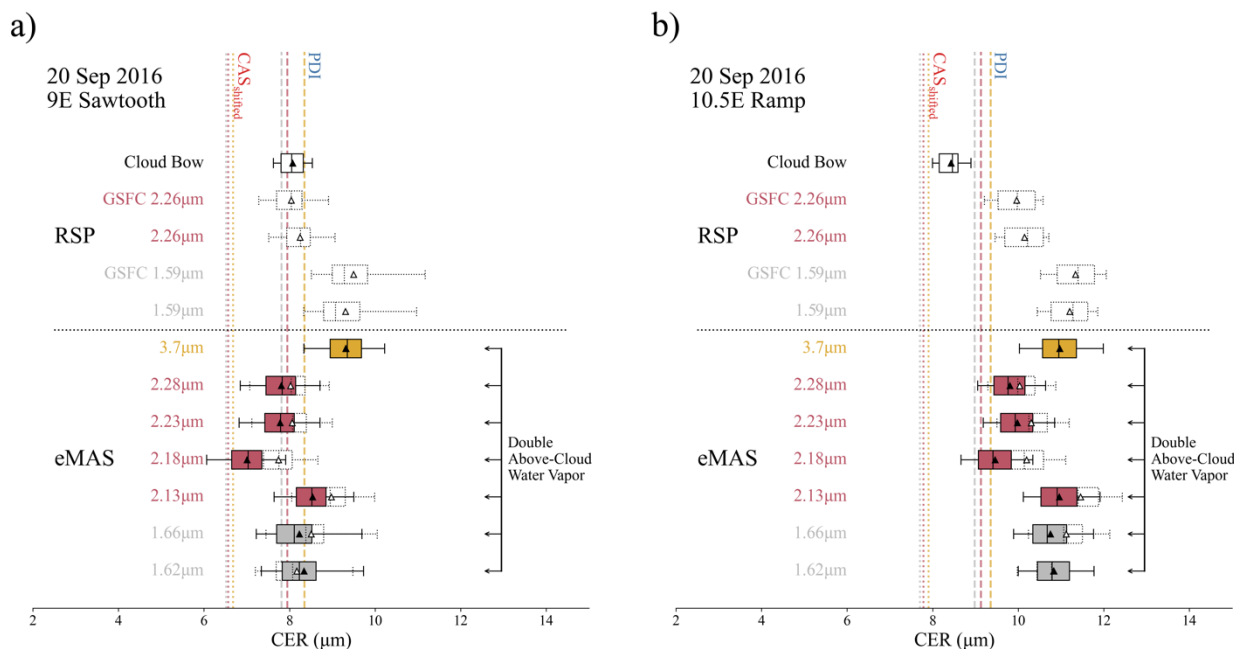 a)
20 Sep 2016
9E Sawtooth
CAS shifted
PDI
Cloud Bow
GSFC 2.26μm
RSP
2.26μm
GSFC 1.59μm
1.59μm
3.7μm
2.28μm
2.23μm
eMAS
2.18μm
2.13μm
1.66μm
1.62μm
Double
Above-Cloud
Water Vapor
2 4 6 8 10 12 14
CER (μm)
b)
20 Sep 2016
10.5E Ramp
CAS shifted
PDI
Cloud Bow
GSFC 2.26μm
RSP
2.26μm
GSFC 1.59μm
1.59μm
3.7μm
2.28μm
2.23μm
eMAS
2.18μm
2.13μm
1.66μm
1.62μm
Double
Above-Cloud
Water Vapor
2 4 6 8 10 12 14
CER (μm)